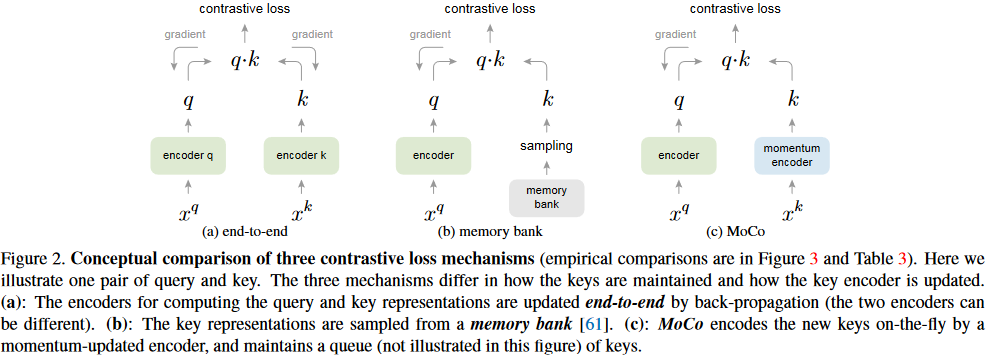 contrastive loss
contrastive loss
contrastive loss
gradient
gradient
gradient
gradient
q·k
q·k
q·k
q
k
q
k
q
k
encoder q
encoder k
encoder
sampling
encoder
momentum
encoder
memory
bank
x^q
x^k
x^q
x^q
x^k
(a) end-to-end
(b) memory bank
(c) MoCo
Figure 2. Conceptual comparison of three contrastive loss mechanisms (empirical comparisons are in Figure 3 and Table 3). Here we
illustrate one pair of query and key. The three mechanisms differ in how the keys are maintained and how the key encoder is updated.
(a): The encoders for computing the query and key representations are updated end-to-end by back-propagation (the two encoders can
be different). (b): The key representations are sampled from a memory bank [61]. (c): MoCo encodes the new keys on-the-fly by a
momentum-updated encoder, and maintains a queue (not illustrated in this figure) of keys.